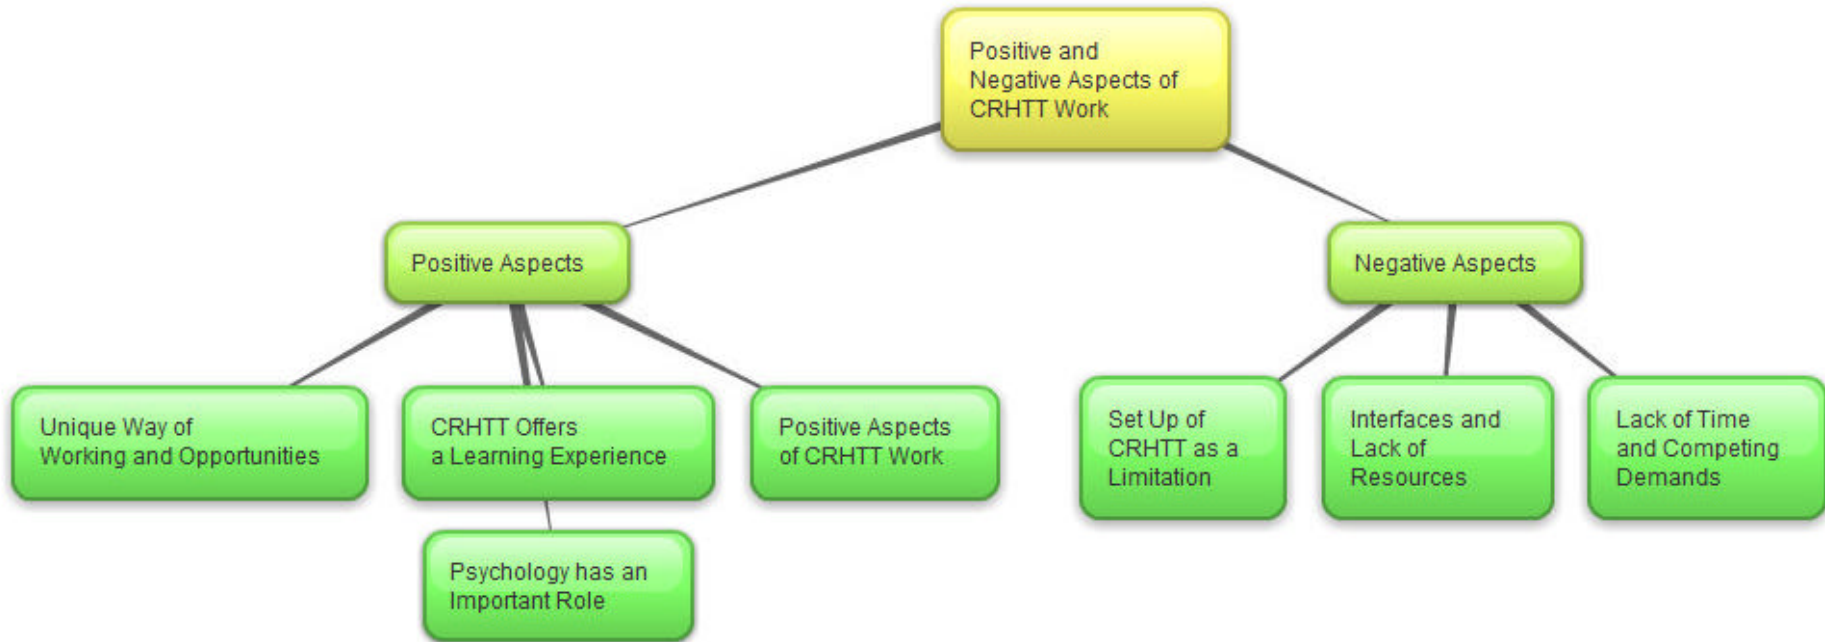 Positive and
Negative Aspects of
CRHTT Work
Positive Aspects
Negative Aspects
Unique Way of
Working and Opportunities
CRHTT Offers
a Learning Experience
Positive Aspects
of CRHTT Work
Set Up of
CRHTT as a
Limitation
Interfaces and
Lack of
Resources
Lack of Time
and Competing
Demands
Psychology has an
Important Role